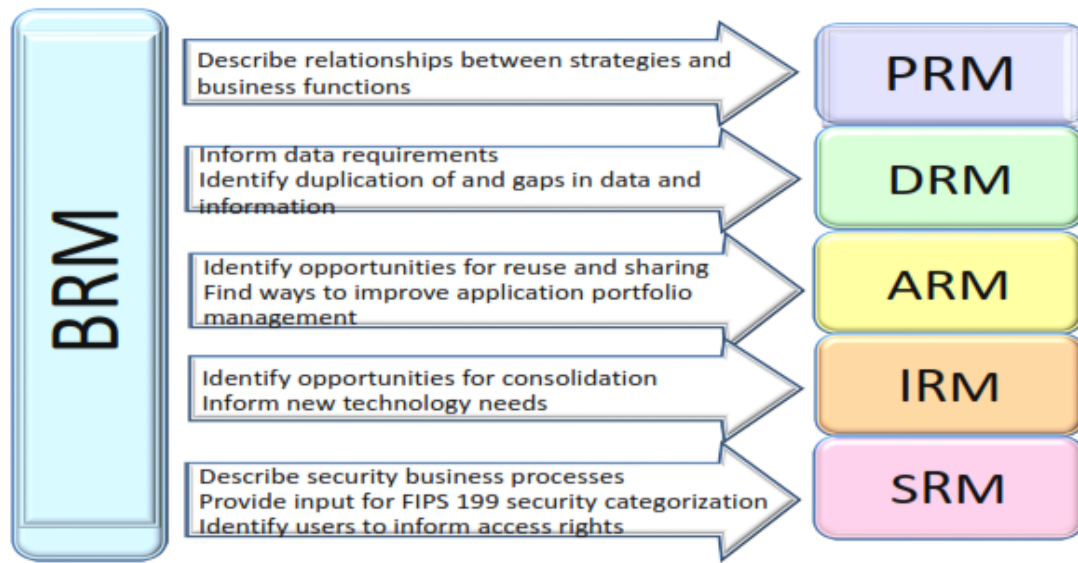 BRM
Describe relationships between strategies and
business functions
PRM
Inform data requirements
Identify duplication of and gaps in data and
information
DRM
Identify opportunities for reuse and sharing
Find ways to improve application portfolio
management
ARM
Identify opportunities for consolidation
Inform new technology needs
IRM
Describe security business processes
Provide input for FIPS 199 security categorization
Identify users to inform access rights
SRM